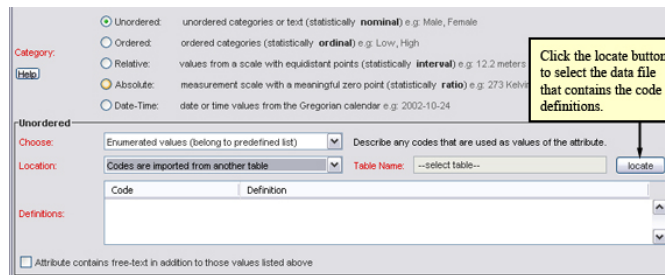 Unordered: unordered categories or text (statistically nominal) e.g: Male, Female
Ordered: ordered categories (statistically ordinal) e.g: Low, High
Category:
Relative: values from a scale with equidistant points (statistically interval) e.g: 12.2 meters
Help
Absolute: measurement scale with a meaningful zero point (statistically ratio) e.g: 273 Kelvin
Date-Time: date or time values from the Gregorian calendar e.g: 2002-10-24
Click the locate button
to select the data file
that contains the code
definitions.
Unordered
Choose: Enumerated values (belong to predefined list) Describe any codes that are used as values of the attribute.
Location: Codes are imported from another table Table Name: --select table-- locate
Code Definition
Definitions:
Attribute contains free-text in addition to those values listed above